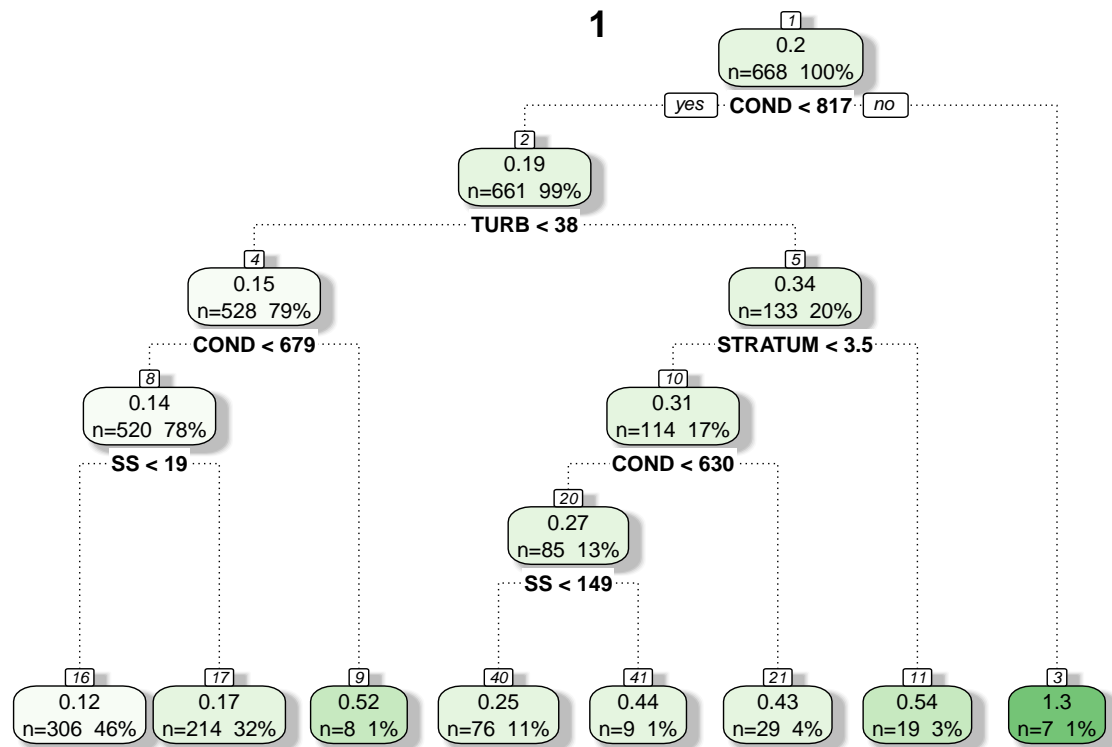 1
1
0.2
n=668 100%
yes COND < 817 no
2
0.19
n=661 99%
TURB < 38
4 5
0.15 0.34
n=528 79% n=133 20%
COND < 679 STRATUM < 3.5
8 10
0.14 0.31
n=520 78% n=114 17%
SS < 19 COND < 630
20
0.27
n=85 13%
SS < 149
16 17 9 40 41 21 11 3
0.12 0.17 0.52 0.25 0.44 0.43 0.54 1.3
n=306 46% n=214 32% n=8 1% n=76 11% n=9 1% n=29 4% n=19 3% n=7 1%